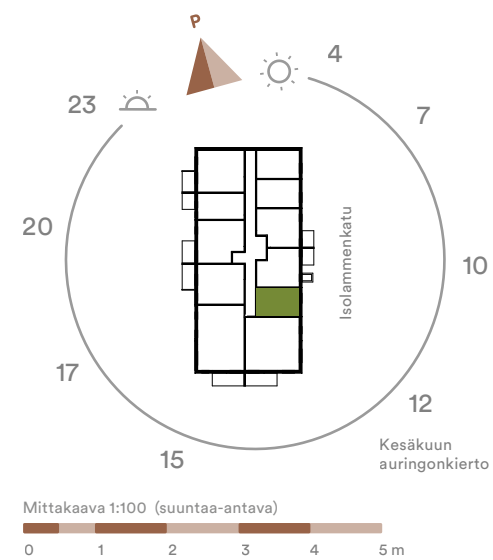 P
4
23
7
20
Isolammenkatu
10
17
12
15
Kesäkuun
auringonkierto
Mittakaava 1:100 (suuntaa-antava)
0 1 2 3 4 5 m